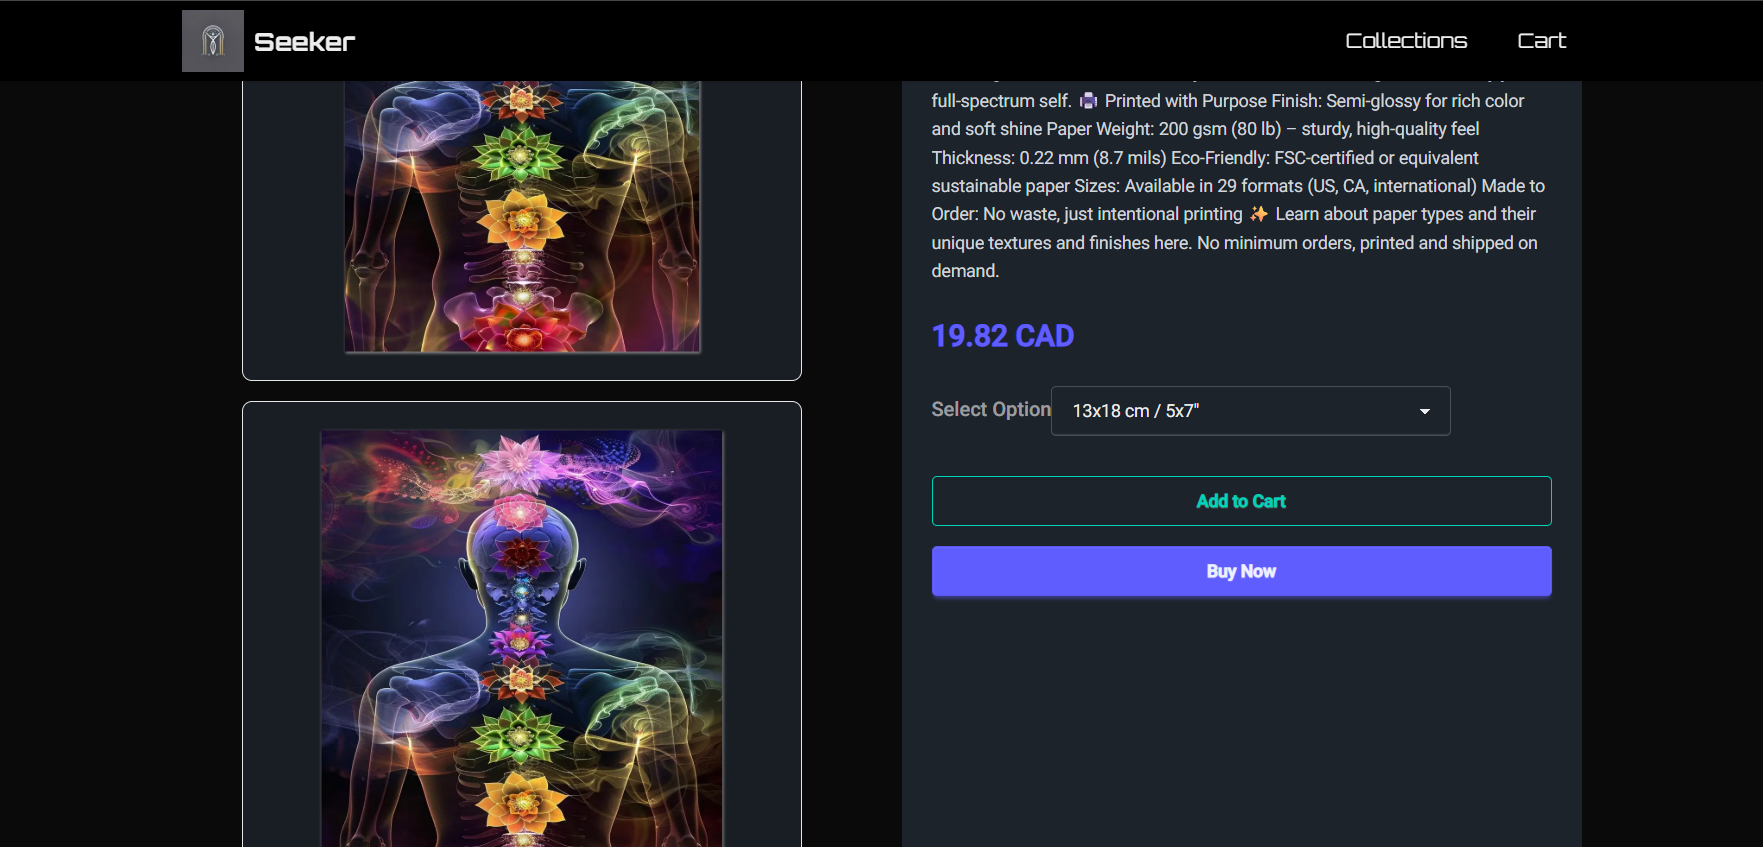 Seeker
Collections
Cart
full-spectrum self. 🖨 Printed with Purpose Finish: Semi-glossy for rich color
and soft shine Paper Weight: 200 gsm (80 lb) – sturdy, high-quality feel
Thickness: 0.22 mm (8.7 mils) Eco-Friendly: FSC-certified or equivalent
sustainable paper Sizes: Available in 29 formats (US, CA, international) Made to
Order: No waste, just intentional printing ✨ Learn about paper types and their
unique textures and finishes here. No minimum orders, printed and shipped on
demand.
19.82 CAD
Select Option
13x18 cm / 5x7"
Add to Cart
Buy Now